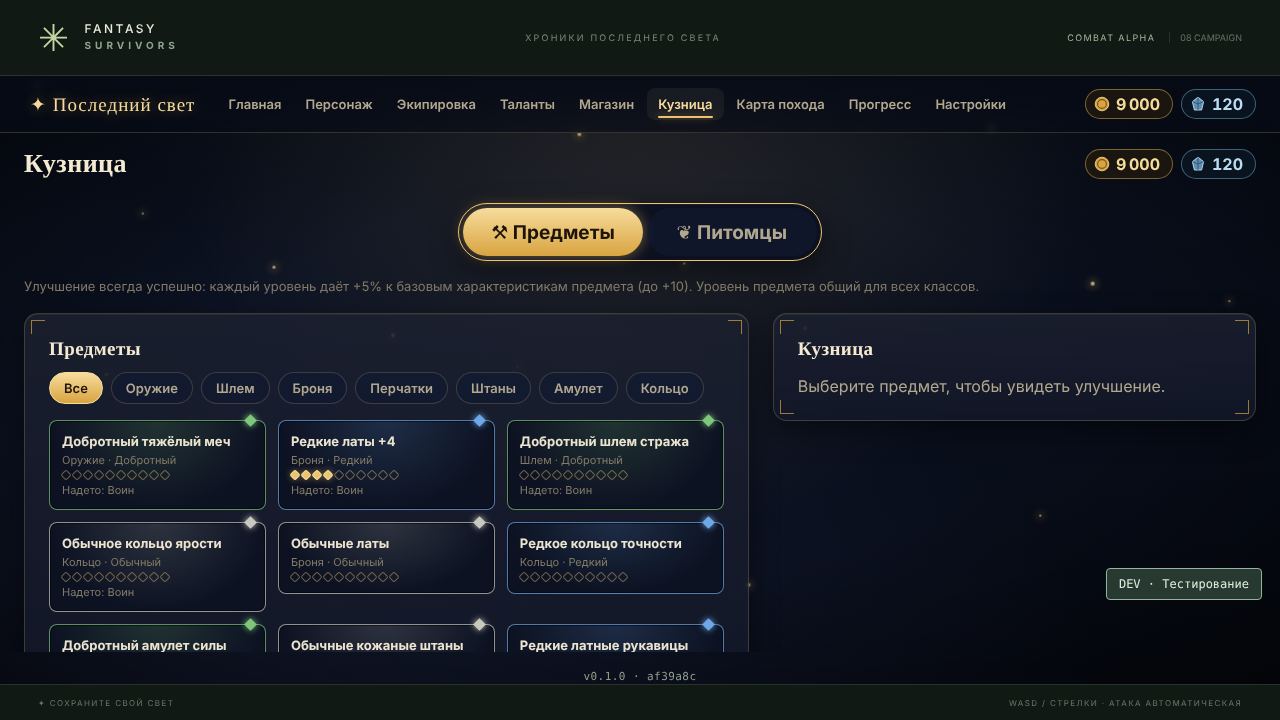 FANTASY
SURVIVORS
ХРОНИКИ ПОСЛЕДНЕГО СВЕТА
COMBAT ALPHA
08 CAMPAIGN
✦ Последний свет
Главная
Персонаж
Экипировка
Таланты
Магазин
Кузница
Карта похода
Прогресс
Настройки
9 000
120
Кузница
9 000
120
⚒ Предметы
❦ Питомцы
Улучшение всегда успешно: каждый уровень даёт +5% к базовым характеристикам предмета (до +10). Уровень предмета общий для всех классов.
Предметы
Все
Оружие
Шлем
Броня
Перчатки
Штаны
Амулет
Кольцо
Добротный тяжёлый меч
Оружие · Добротный
◇◇◇◇◇◇◇◇◇◇
Надето: Воин
Редкие латы +4
Броня · Редкий
◆◆◆◆◇◇◇◇◇◇
Надето: Воин
Добротный шлем стража
Шлем · Добротный
◇◇◇◇◇◇◇◇◇◇
Надето: Воин
Обычное кольцо ярости
Кольцо · Обычный
◇◇◇◇◇◇◇◇◇◇
Надето: Воин
Обычные латы
Броня · Обычный
◇◇◇◇◇◇◇◇◇◇
Редкое кольцо точности
Кольцо · Редкий
◇◇◇◇◇◇◇◇◇◇
Добротный амулет силы
Обычные кожаные штаны
Редкие латные рукавицы
Кузница
Выберите предмет, чтобы увидеть улучшение.
DEV · Тестирование
v0.1.0 · af39a8c
✦ СОХРАНИТЕ СВОЙ СВЕТ
WASD / СТРЕЛКИ · АТАКА АВТОМАТИЧЕСКАЯ